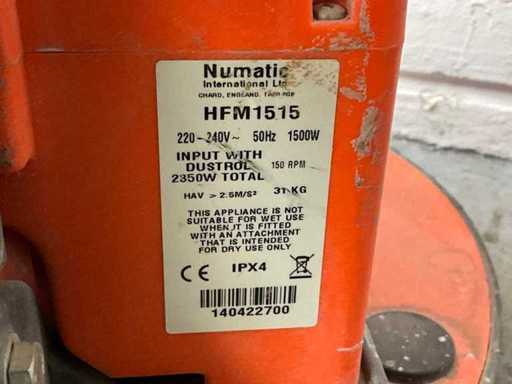 Numatic
International Ltd
CHARD, ENGLAND.
HFM1515
220-240V~ 50Hz 1500W
INPUT WITH
DUSTROL 150 RPM
2350W TOTAL
HAV > 2.5M/S² 31 KG
THIS APPLIANCE IS NOT
SUITABLE FOR WET USE
WHEN IT IS FITTED
WITH AN ATTACHMENT
THAT IS INTENDED
FOR DRY USE ONLY
CE IPX4
140422700